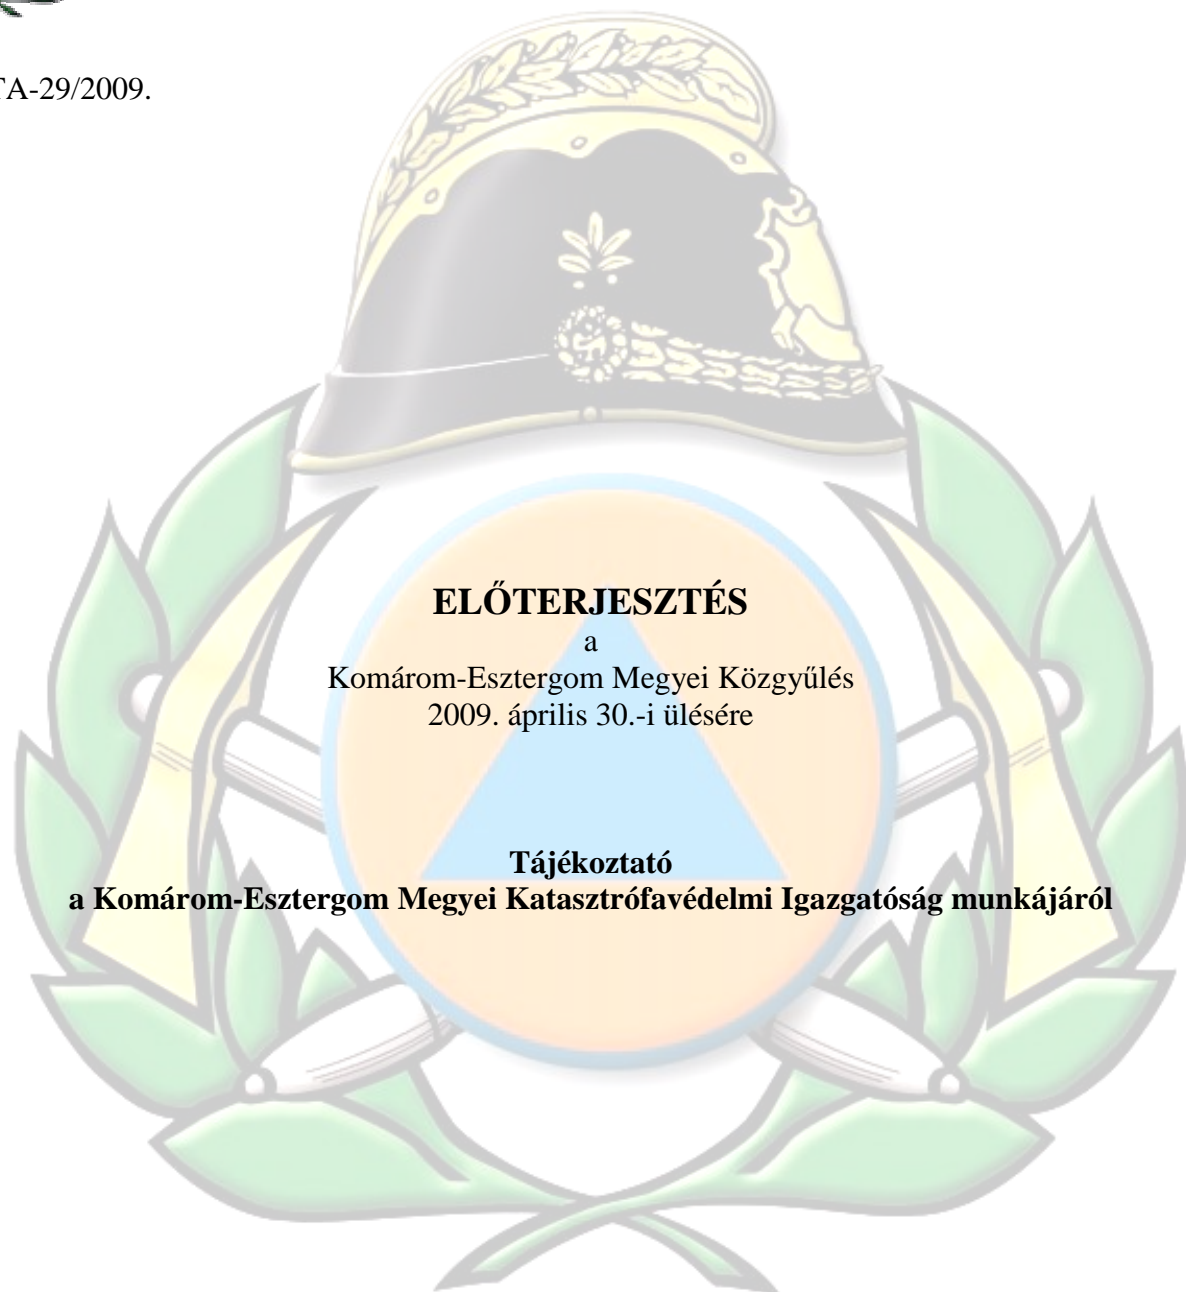 TA-29/2009.
ELŐTERJESZTÉS
a
Komárom-Esztergom Megyei Közgyűlés
2009. április 30.-i ülésére
Tájékoztató
a Komárom-Esztergom Megyei Katasztrófavédelmi Igazgatóság munkájáról